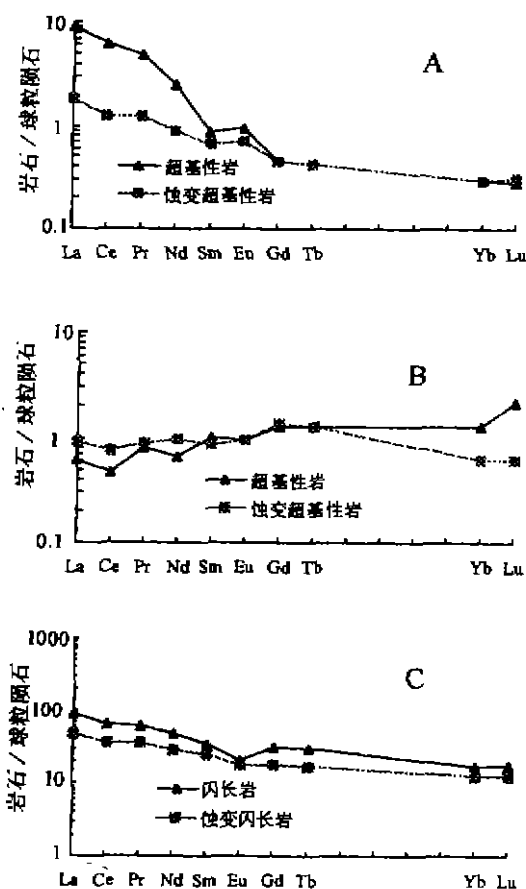 10
A
1
超基性岩
蚀变超基性岩
0.1
岩石/球粒陨石
La Ce Pr Nd Sm Eu Gd Tb Yb Lu
10
B
1
超基性岩
蚀变超基性岩
0.1
岩石/球粒陨石
La Ce Pr Nd Sm Eu Gd Tb Yb Lu
1000
C
100
10
闪长岩
蚀变闪长岩
1
岩石/球粒陨石
La Ce Pr Nd Sm Eu Gd Tb Yb Lu